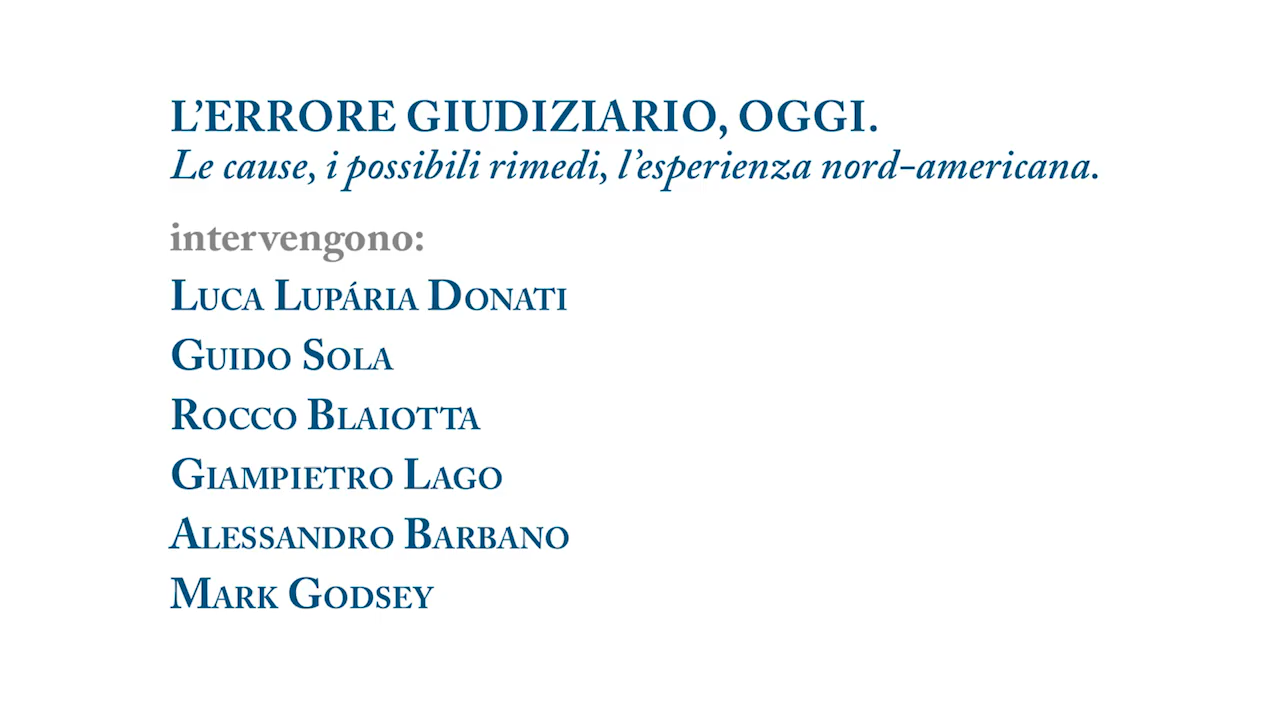 L’ERRORE GIUDIZIARIO, OGGI.
Le cause, i possibili rimedi, l’esperienza nord-americana.
intervengono:
LUCA LUPÁRIA DONATI
GUIDO SOLA
ROCCO BLAIOTTA
GIAMPIETRO LAGO
ALESSANDRO BARBANO
MARK GODSEY